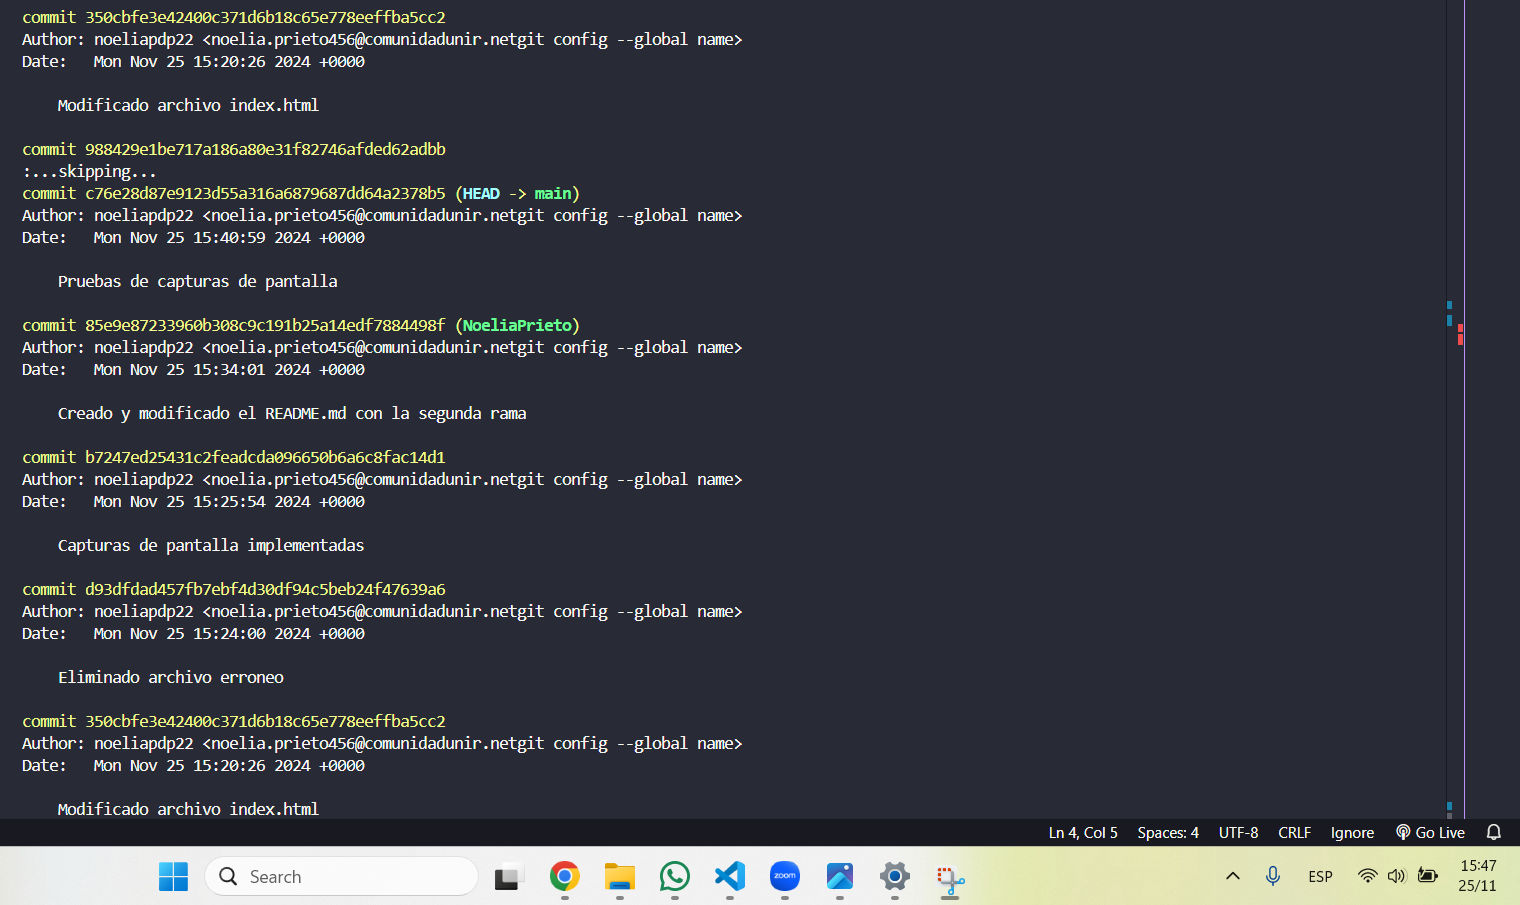 commit 350cbfe3e42400c371d6b18c65e778eeffba5cc2
Author: noeliapdp22 <noelia.prieto456@comunidadunir.netgit config --global name>
Date:   Mon Nov 25 15:20:26 2024 +0000
Modificado archivo index.html
commit 988429e1be717a186a80e31f82746afded62adbb
:...skipping...
commit c76e28d87e9123d55a316a6879687dd64a2378b5 (HEAD -> main)
Author: noeliapdp22 <noelia.prieto456@comunidadunir.netgit config --global name>
Date:   Mon Nov 25 15:40:59 2024 +0000
Pruebas de capturas de pantalla
commit 85e9e87233960b308c9c191b25a14edf7884498f (NoeliaPrieto)
Author: noeliapdp22 <noelia.prieto456@comunidadunir.netgit config --global name>
Date:   Mon Nov 25 15:34:01 2024 +0000
Creado y modificado el README.md con la segunda rama
commit b7247ed25431c2feadcda096650b6a6c8fac14d1
Author: noeliapdp22 <noelia.prieto456@comunidadunir.netgit config --global name>
Date:   Mon Nov 25 15:25:54 2024 +0000
Capturas de pantalla implementadas
commit d93dfdad457fb7ebf4d30df94c5beb24f47639a6
Author: noeliapdp22 <noelia.prieto456@comunidadunir.netgit config --global name>
Date:   Mon Nov 25 15:24:00 2024 +0000
Eliminado archivo erroneo
commit 350cbfe3e42400c371d6b18c65e778eeffba5cc2
Author: noeliapdp22 <noelia.prieto456@comunidadunir.netgit config --global name>
Date:   Mon Nov 25 15:20:26 2024 +0000
Modificado archivo index.html
Ln 4, Col 5 Spaces: 4 UTF-8 CRLF Ignore Go Live
Search zoom ESP 15:47
25/11